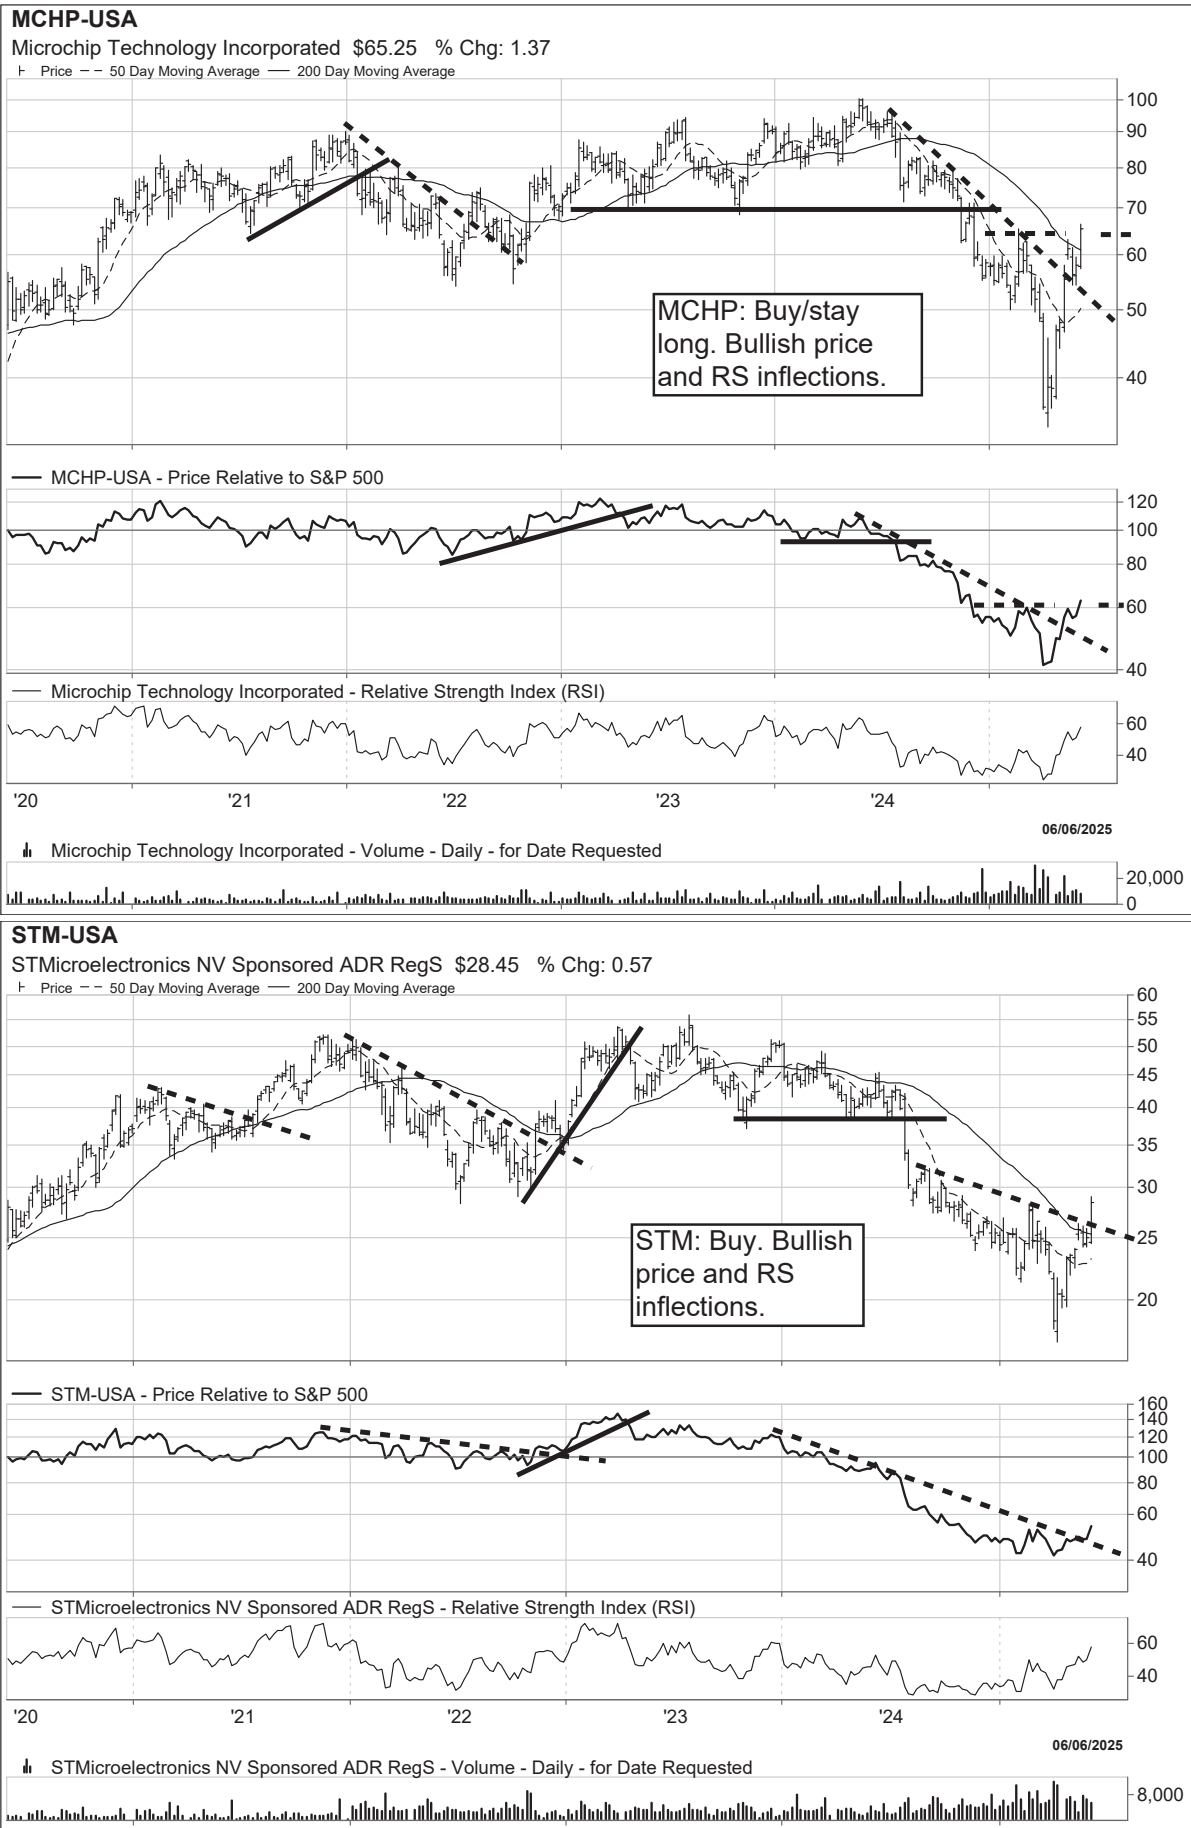 MCHP-USA
Microchip Technology Incorporated $65.25 % Chg: 1.37
Price 50 Day Moving Average 200 Day Moving Average
100
90
80
70
60
50
40
MCHP: Buy/stay
long. Bullish price
and RS inflections.
MCHP-USA - Price Relative to S&P 500
120
100
80
60
40
Microchip Technology Incorporated - Relative Strength Index (RSI)
60
40
'20 '21 '22 '23 '24
06/06/2025
Microchip Technology Incorporated - Volume - Daily - for Date Requested
20,000
0
STM-USA
STMicroelectronics NV Sponsored ADR RegS $28.45 % Chg: 0.57
Price 50 Day Moving Average 200 Day Moving Average
60
55
50
45
40
35
30
25
20
STM: Buy. Bullish
price and RS
inflections.
STM-USA - Price Relative to S&P 500
160
140
120
100
80
60
40
STMicroelectronics NV Sponsored ADR RegS - Relative Strength Index (RSI)
60
40
'20 '21 '22 '23 '24
06/06/2025
STMicroelectronics NV Sponsored ADR RegS - Volume - Daily - for Date Requested
8,000